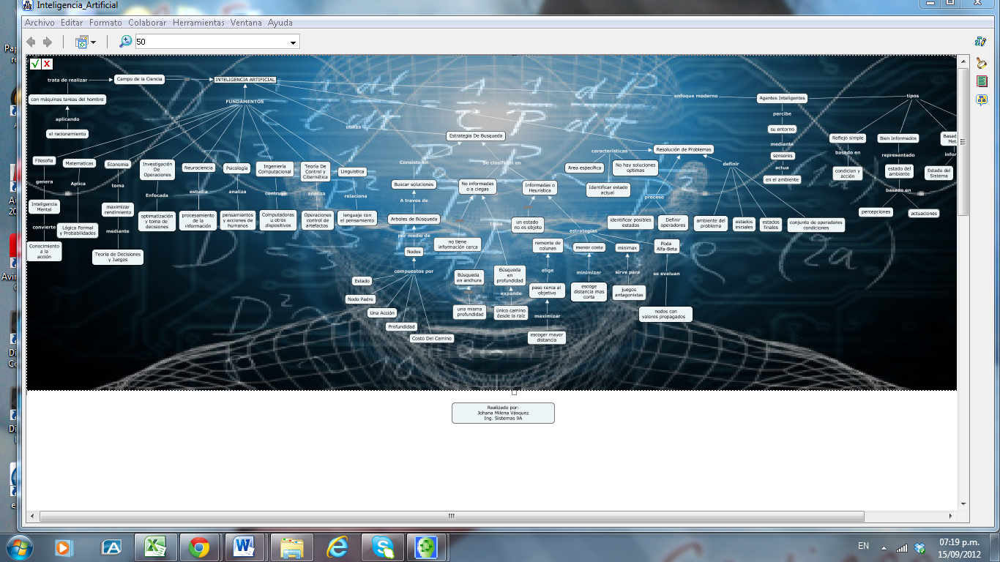 Inteligencia_Artificial
Archivo Editar Formato Colaborar Herramientas Ventana Ayuda
50
trata de realizar
Campo de la Ciencia
INTELIGENCIA ARTIFICIAL
con máquinas tareas del hombre
aplicando
el racionamiento
FUNDAMENTOS
utiliza
enfoque moderno
Agentes Inteligentes
tipos
percibe
su entorno
mediante
sensores
actua
en el ambiente
Reflejo simple
basado en
condicion y
acción
Bien Informados
representado
estado del
ambiente
basado en
percepciones
actuaciones
Estado del
Sistema
Filosofia
genera
Inteligencia
Mental
convierte
Conocimiento
a la
acción
Matematicas
Aplica
Lógica Formal
y Probabilidades
Economia
toma
maximizar
rendimiento
mediante
Teoria de Decisiones
y Juegos
Investigación
De
Operaciones
Enfocada
optimatización
y toma de
decisiones
Neurociencia
estudia
procesamiento
de la
información
Psicología
analiza
pensamientos
y acciones de
humanos
Ingeniería
Computacional
contruye
Computadoras
u otros
dispositivos
Teoría De
Control y
Cibernética
analiza
Operaciones
control de
artefactos
Linguistica
relaciona
lenguaje con
el pensamiento
Estrategia De Busqueda
Consiste en
Se clasifican en
Buscar soluciones
A traves de
Arboles de Búsqueda
por medio de
Nodos
compuestos por
Estado
Nodo Padre
Una Acción
Profundidad
Costo Del Camino
No informadas
o a ciegas
no tiene
información cerca
Tipos
Búsqueda
en anchura
una misma
profundidad
Búsqueda
en
profundidad
expande
único camino
desde la raíz
Informadas o
Heurística
un estado
no es objeto
estrategias
remonte de
colunas
elige
paso cerca al
objetivo
maximizar
escoger mayor
distancia
menor coste
minimizar
escoge
distancia mas
corta
minimax
sirve para
juegos
antagonistas
Poda
Alfa-Beta
se evaluan
nodos con
valores propagados
características
Resolución de Problemas
Area específica
No hay soluciones
optimas
Identificar estado
actual
proceso
identificar posibles
estados
Definir
operadores
definir
ambiente del
problema
estados
iniciales
estados
finales
conjunto de operadores
condiciones
Realizado por:
Johana Milena Vásquez
Ing. Sistemas 9A
EN
07:19 p.m.
15/09/2012